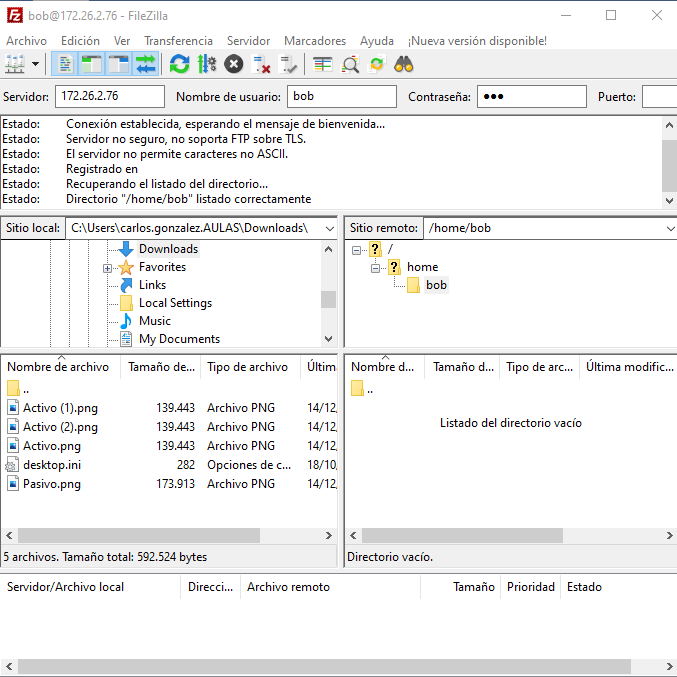 bob@172.26.2.76 - FileZilla
Archivo Edición Ver Transferencia Servidor Marcadores Ayuda ¡Nueva versión disponible!
Servidor: 172.26.2.76 Nombre de usuario: bob Contraseña: ●●● Puerto:
Estado: Conexión establecida, esperando el mensaje de bienvenida...
Estado: Servidor no seguro, no soporta FTP sobre TLS.
Estado: El servidor no permite caracteres no ASCII.
Estado: Registrado en
Estado: Recuperando el listado del directorio...
Estado: Directorio "/home/bob" listado correctamente
Sitio local: C:\Users\carlos.gonzalez.AULAS\Downloads\
Downloads
Favorites
Links
Local Settings
Music
My Documents
Sitio remoto: /home/bob
/
home
bob
Nombre de archivo Tamaño de... Tipo de archivo Última
..
Activo (1).png 139.443 Archivo PNG 14/12,
Activo (2).png 139.443 Archivo PNG 14/12,
Activo.png 139.443 Archivo PNG 14/12,
desktop.ini 282 Opciones de c... 18/10,
Pasivo.png 173.913 Archivo PNG 14/12,
5 archivos. Tamaño total: 592.524 bytes
Nombre d... Tamaño d... Tipo de arc... Última modific...
..
Listado del directorio vacío
Directorio vacío.
Servidor/Archivo local Direcci... Archivo remoto Tamaño Prioridad Estado